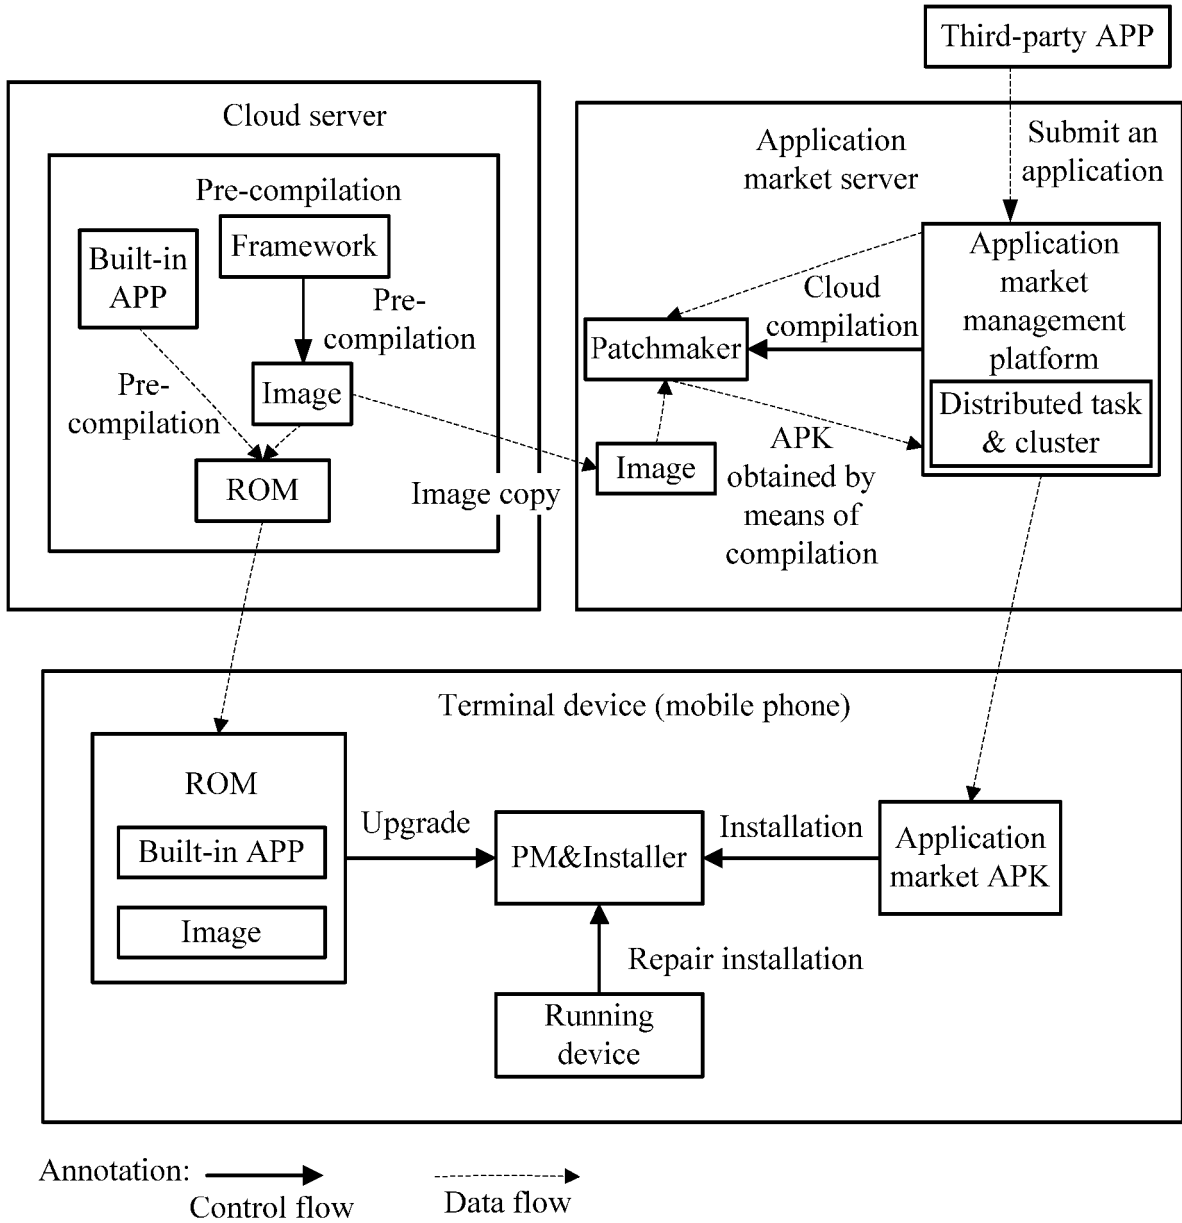 Third-party APP
Cloud server
Application
market server
Submit an
application
Pre-compilation
Framework
Built-in
APP
Pre-
compilation
Image
Pre-
compilation
ROM
Image copy
Application
market
management
platform
Distributed task
& cluster
Cloud
compilation
Patchmaker
Image
APK
obtained by
means of
compilation
Terminal device (mobile phone)
ROM
Built-in APP
Image
Upgrade
PM&Installer
Installation
Application
market APK
Repair installation
Running
device
Annotation:
Control flow
Data flow